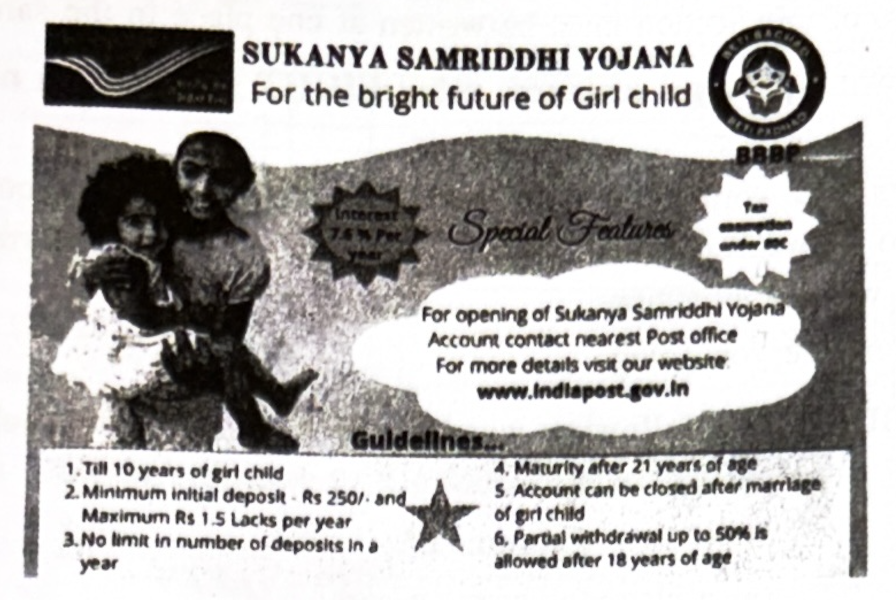 SUKANYA SAMRIDDHI YOJANA
For the bright future of Girl child
BETI BACHAO
BETI PADHAO
BBBP
Interest
7.6 % Per
year
Special Features
Tax
exemption
under 80C
For opening of Sukanya Samriddhi Yojana
Account contact nearest Post office
For more details visit our website:
www.indiapost.gov.in
Guidelines...
1. Till 10 years of girl child
2. Minimum initial deposit - Rs 250/- and
Maximum Rs 1.5 Lacks per year
3. No limit in number of deposits in a
year
4. Maturity after 21 years of age
5. Account can be closed after marriage
of girl child
6. Partial withdrawal up to 50% is
allowed after 18 years of age